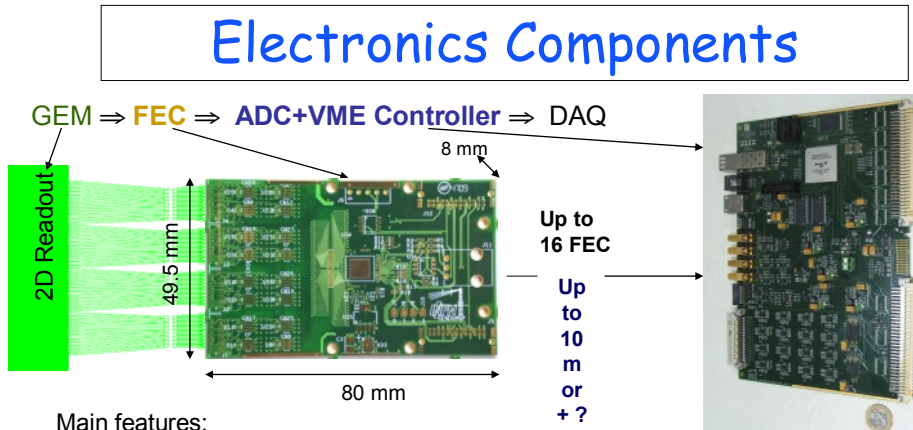 Electronics Components
GEM ⇒ FEC ⇒ ADC+VME Controller ⇒ DAQ
8 mm
2D Readout
49.5 mm
80 mm
Up to
16 FEC
Up
to
10
m
or
+ ?
Main features: